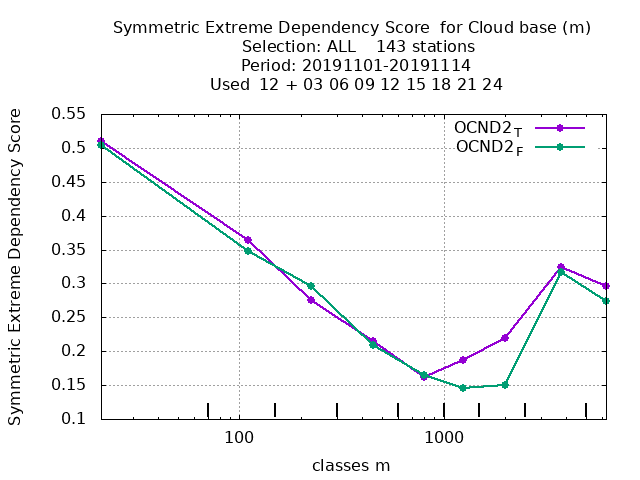 Symmetric Extreme Dependency Score  for Cloud base (m)
Selection: ALL    143 stations
Period: 20191101-20191114
Used  12 + 03 06 09 12 15 18 21 24
Symmetric Extreme Dependency Score
0.55
0.5
0.45
0.4
0.35
0.3
0.25
0.2
0.15
0.1
OCND2T
OCND2F
100
1000
classes m